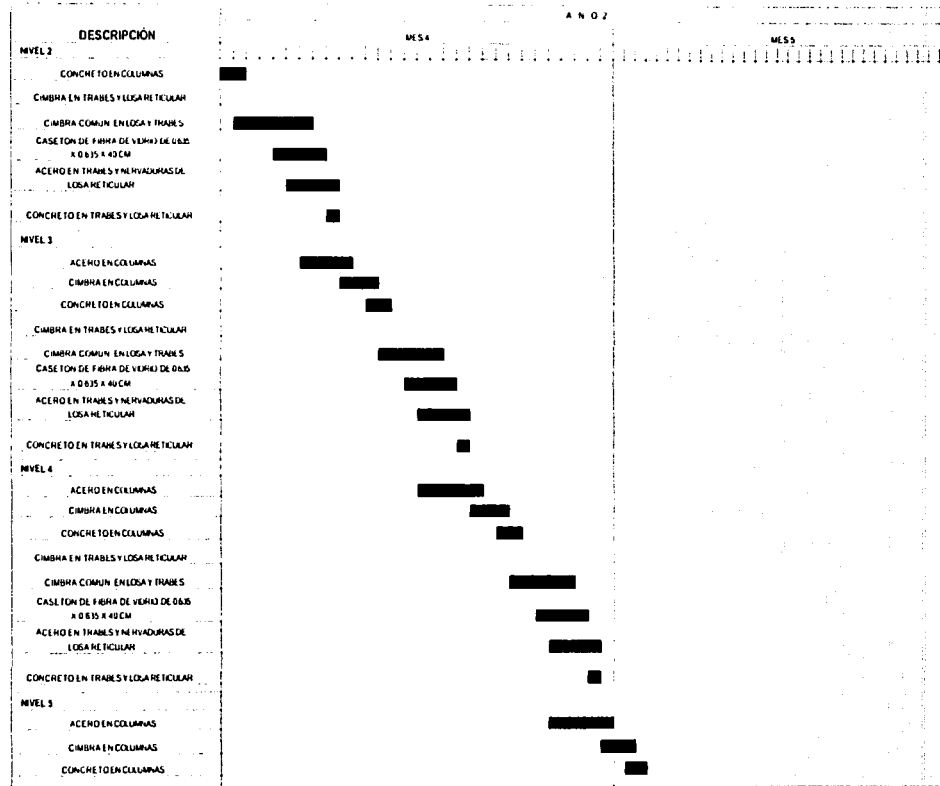 A Ñ O 2
DESCRIPCIÓN
MES 4
MES 5
NIVEL 2
CONCRETO EN COLUMNAS
CIMBRA EN TRABES Y LOSA RETICULAR
CIMBRA COMUN EN LOSA Y TRABES
CASETON DE FIBRA DE VIDRIO DE 0.635
X 0.635 X 40 CM
ACERO EN TRABES Y NERVADURAS DE
LOSA RETICULAR
CONCRETO EN TRABES Y LOSA RETICULAR
NIVEL 3
ACERO EN COLUMNAS
CIMBRA EN COLUMNAS
CONCRETO EN COLUMNAS
CIMBRA EN TRABES Y LOSA RETICULAR
CIMBRA COMUN EN LOSA Y TRABES
CASETON DE FIBRA DE VIDRIO DE 0.635
X 0.635 X 40 CM
ACERO EN TRABES Y NERVADURAS DE
LOSA RETICULAR
CONCRETO EN TRABES Y LOSA RETICULAR
NIVEL 4
ACERO EN COLUMNAS
CIMBRA EN COLUMNAS
CONCRETO EN COLUMNAS
CIMBRA EN TRABES Y LOSA RETICULAR
CIMBRA COMUN EN LOSA Y TRABES
CASETON DE FIBRA DE VIDRIO DE 0.635
X 0.635 X 40 CM
ACERO EN TRABES Y NERVADURAS DE
LOSA RETICULAR
CONCRETO EN TRABES Y LOSA RETICULAR
NIVEL 5
ACERO EN COLUMNAS
CIMBRA EN COLUMNAS
CONCRETO EN COLUMNAS